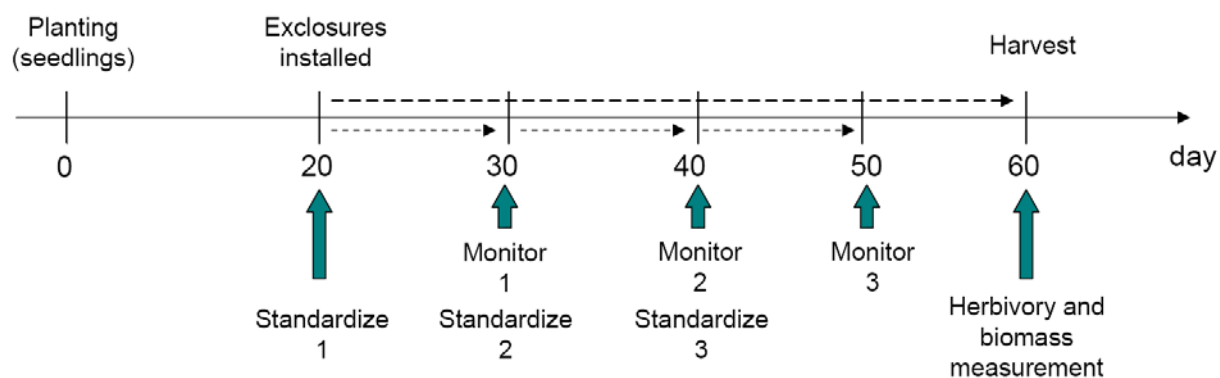 Planting
(seedlings)
Exclosures
installed
Harvest
0
20
30
40
50
60
day
Monitor
1
Monitor
2
Monitor
3
Standardize
1
Standardize
2
Standardize
3
Herbivory and
biomass
measurement